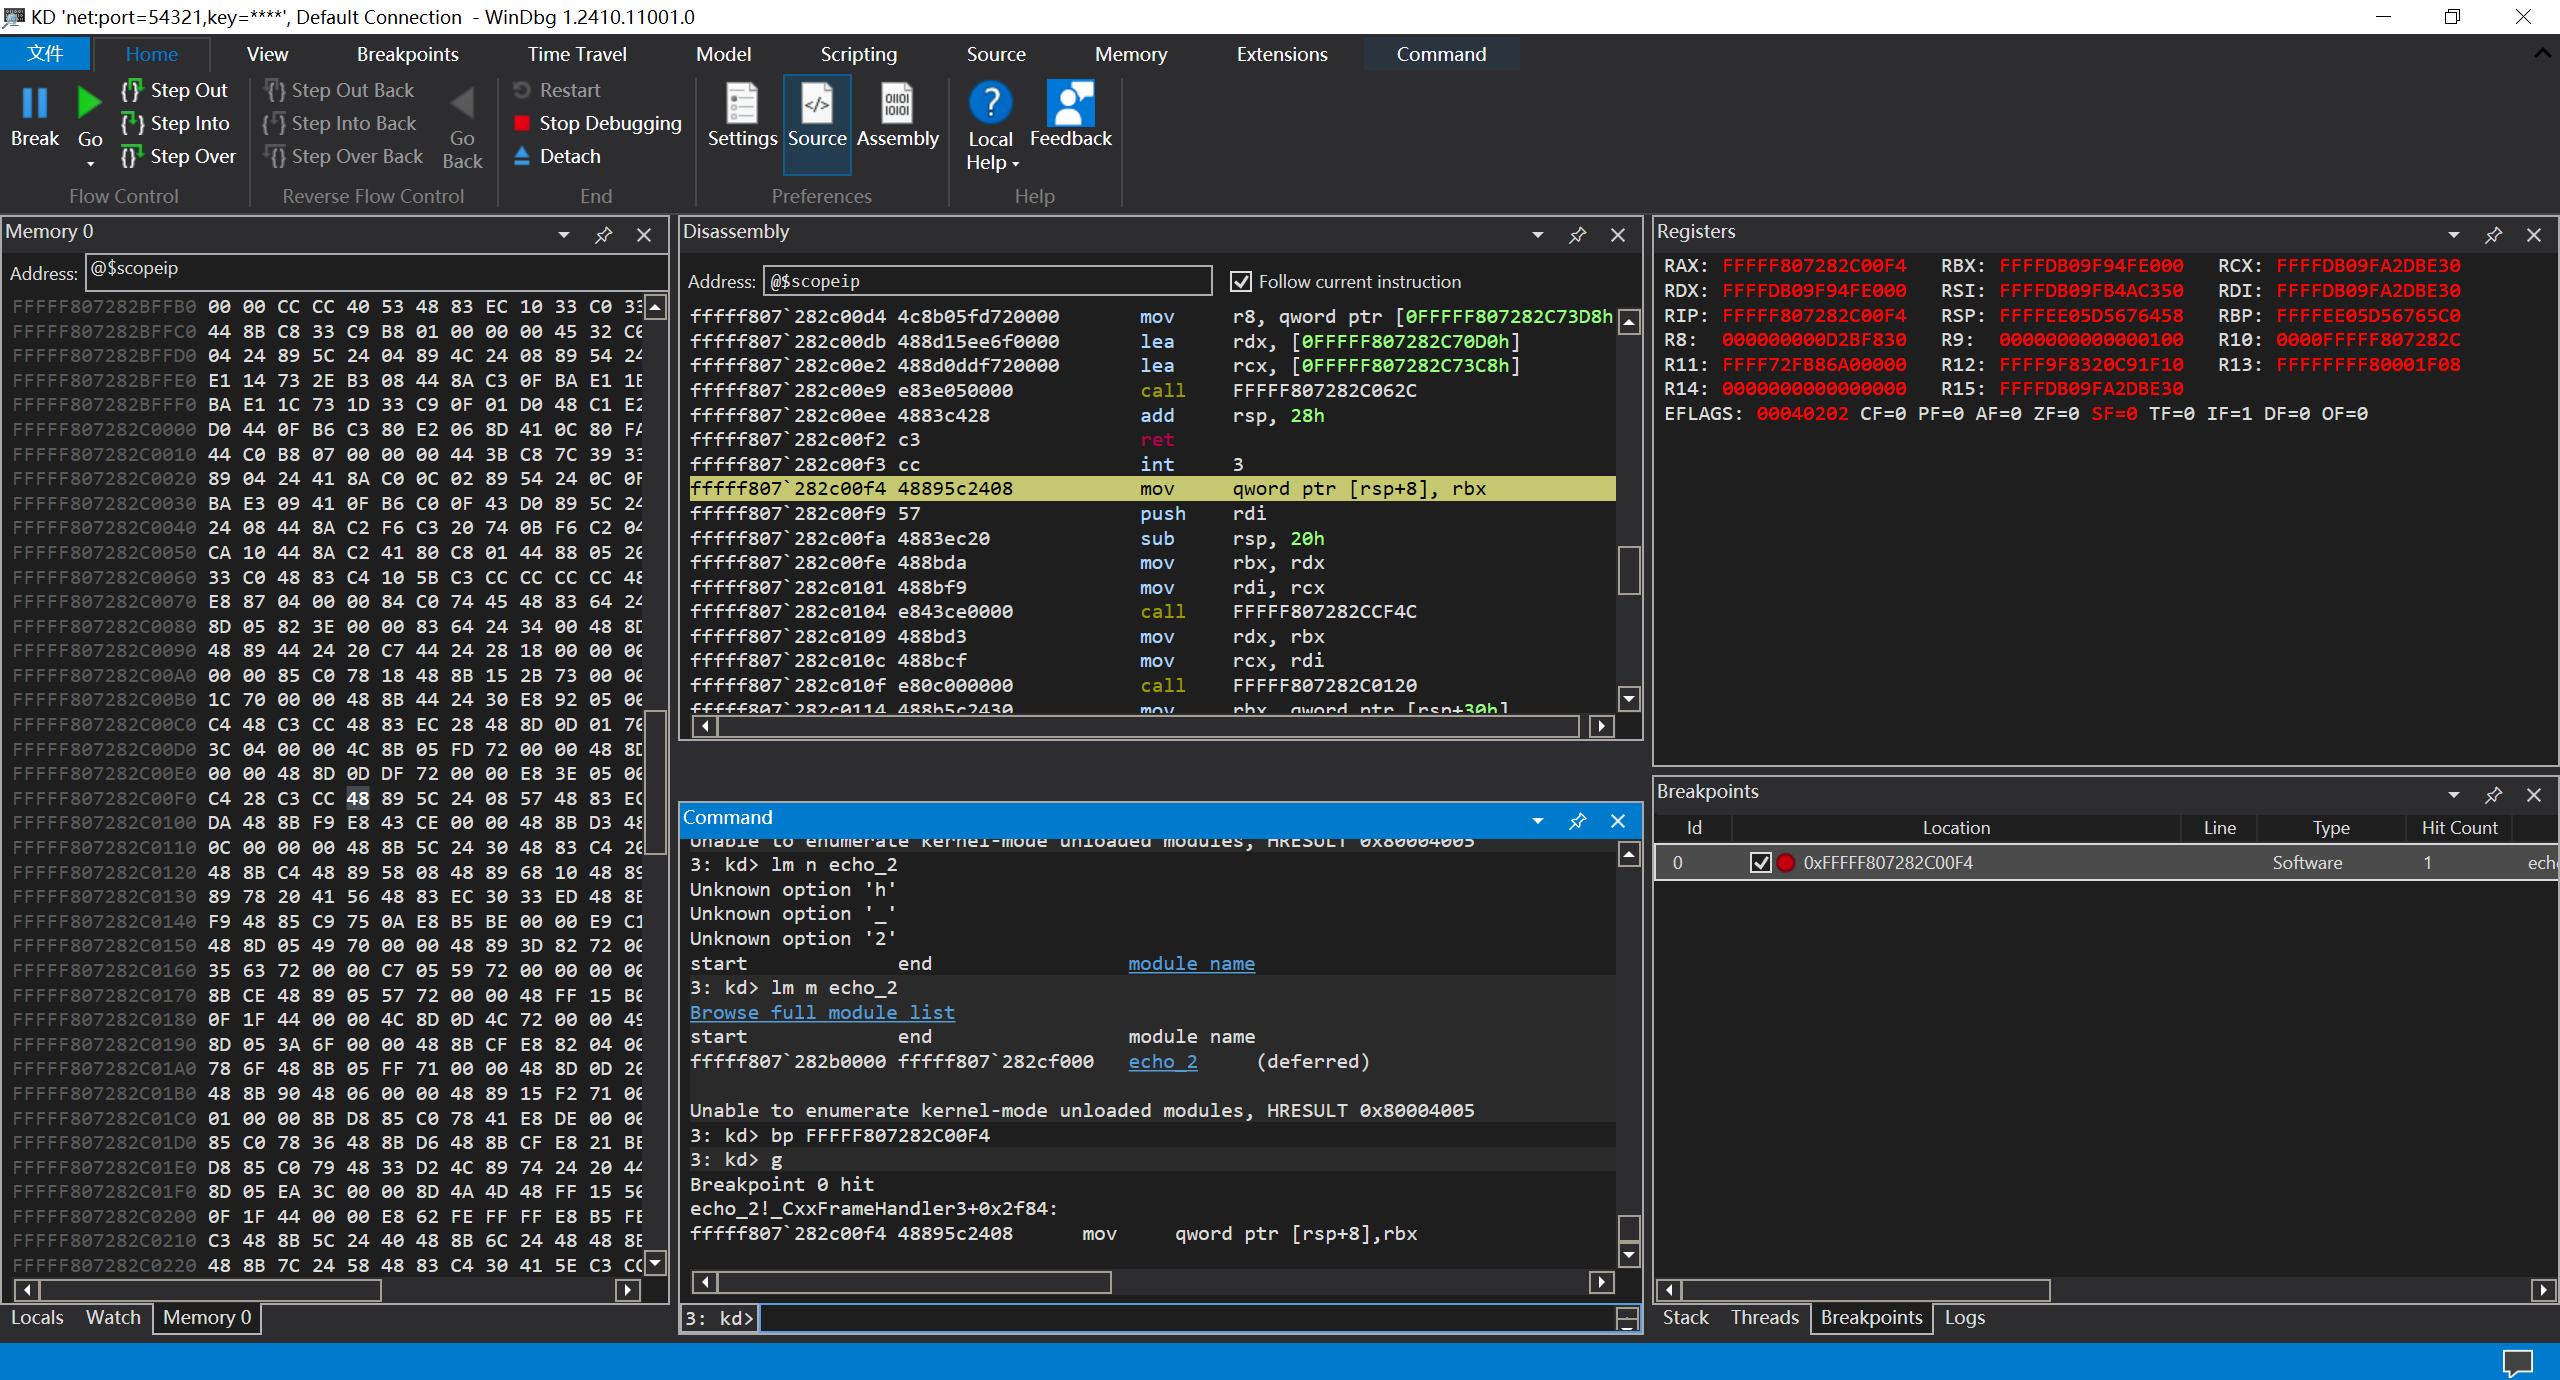 KD 'net:port=54321,key=****', Default Connection  - WinDbg 1.2410.11001.0
文件 Home View Breakpoints Time Travel Model Scripting Source Memory Extensions Command
Break
Go
Step Out
Step Into
Step Over
Flow Control
Step Out Back
Step Into Back
Step Over Back
Go Back
Reverse Flow Control
Restart
Stop Debugging
Detach
End
Settings
Source
Assembly
Preferences
Local Help
Feedback
Help
Memory 0
Address: @$scopeip
FFFFF807282BFFB0 00 00 CC CC 40 53 48 83 EC 10 33 C0 33
FFFFF807282BFFC0 44 8B C8 33 C9 B8 01 00 00 00 45 32 C0
FFFFF807282BFFD0 04 24 89 5C 24 04 89 4C 24 08 89 54 24
FFFFF807282BFFE0 E1 14 73 2E B3 08 44 8A C3 0F BA E1 1B
FFFFF807282BFFF0 BA E1 1C 73 1D 33 C9 0F 01 D0 48 C1 E2
FFFFF807282C0000 D0 44 0F B6 C3 80 E2 06 8D 41 0C 80 FA
FFFFF807282C0010 44 C0 B8 07 00 00 00 44 3B C8 7C 39 33
FFFFF807282C0020 89 04 24 41 8A C0 0C 02 89 54 24 0C 0F
FFFFF807282C0030 BA E3 09 41 0F B6 C0 0F 43 D0 89 5C 24
FFFFF807282C0040 24 08 44 8A C2 F6 C3 20 74 0B F6 C2 04
FFFFF807282C0050 CA 10 44 8A C2 41 80 C8 01 44 88 05 20
FFFFF807282C0060 33 C0 48 83 C4 10 5B C3 CC CC CC CC 48
FFFFF807282C0070 E8 87 04 00 00 84 C0 74 45 48 83 64 24
FFFFF807282C0080 8D 05 82 3E 00 00 83 64 24 34 00 48 8D
FFFFF807282C0090 48 89 44 24 20 C7 44 24 28 18 00 00 00
FFFFF807282C00A0 00 00 85 C0 78 18 48 8B 15 2B 73 00 00
FFFFF807282C00B0 1C 70 00 00 48 8B 44 24 30 E8 92 05 00
FFFFF807282C00C0 C4 48 C3 CC 48 83 EC 28 48 8D 0D 01 70
FFFFF807282C00D0 3C 04 00 00 4C 8B 05 FD 72 00 00 48 8D
FFFFF807282C00E0 00 00 48 8D 0D DF 72 00 00 E8 3E 05 00
FFFFF807282C00F0 C4 28 C3 CC 48 89 5C 24 08 57 48 83 EC
FFFFF807282C0100 DA 48 8B F9 E8 43 CE 00 00 48 8B D3 48
FFFFF807282C0110 0C 00 00 00 48 8B 5C 24 30 48 83 C4 20
FFFFF807282C0120 48 8B C4 48 89 58 08 48 89 68 10 48 89
FFFFF807282C0130 89 78 20 41 56 48 83 EC 30 33 ED 48 8B
FFFFF807282C0140 F9 48 85 C9 75 0A E8 B5 BE 00 00 E9 C1
FFFFF807282C0150 48 8D 05 49 70 00 00 48 89 3D 82 72 00
FFFFF807282C0160 35 63 72 00 00 C7 05 59 72 00 00 00 00
FFFFF807282C0170 8B CE 48 89 05 57 72 00 00 48 FF 15 B0
FFFFF807282C0180 0F 1F 44 00 00 4C 8D 0D 4C 72 00 00 49
FFFFF807282C0190 8D 05 3A 6F 00 00 48 8B CF E8 82 04 00
FFFFF807282C01A0 78 6F 48 8B 05 FF 71 00 00 48 8D 0D 20
FFFFF807282C01B0 48 8B 90 48 06 00 00 48 89 15 F2 71 00
FFFFF807282C01C0 01 00 00 8B D8 85 C0 78 41 E8 DE 00 00
FFFFF807282C01D0 85 C0 78 36 48 8B D6 48 8B CF E8 21 BE
FFFFF807282C01E0 D8 85 C0 79 48 33 D2 4C 89 74 24 20 44
FFFFF807282C01F0 8D 05 EA 3C 00 00 8D 4A 4D 48 FF 15 50
FFFFF807282C0200 0F 1F 44 00 00 E8 62 FE FF FF E8 B5 FE
FFFFF807282C0210 C3 48 8B 5C 24 40 48 8B 6C 24 48 48 8B
FFFFF807282C0220 48 8B 7C 24 58 48 83 C4 30 41 5E C3 CC
Locals Watch Memory 0
Disassembly
Address: @$scopeip Follow current instruction
fffff807`282c00d4 4c8b05fd720000 mov r8, qword ptr [0FFFFF807282C73D8h
fffff807`282c00db 488d15ee6f0000 lea rdx, [0FFFFF807282C70D0h]
fffff807`282c00e2 488d0ddf720000 lea rcx, [0FFFFF807282C73C8h]
fffff807`282c00e9 e83e050000 call FFFFF807282C062C
fffff807`282c00ee 4883c428 add rsp, 28h
fffff807`282c00f2 c3 ret
fffff807`282c00f3 cc int 3
fffff807`282c00f4 48895c2408 mov qword ptr [rsp+8], rbx
fffff807`282c00f9 57 push rdi
fffff807`282c00fa 4883ec20 sub rsp, 20h
fffff807`282c00fe 488bda mov rbx, rdx
fffff807`282c0101 488bf9 mov rdi, rcx
fffff807`282c0104 e843ce0000 call FFFFF807282CCF4C
fffff807`282c0109 488bd3 mov rdx, rbx
fffff807`282c010c 488bcf mov rcx, rdi
fffff807`282c010f e80c000000 call FFFFF807282C0120
fffff807`282c0114 488b5c2430 mov rbx, qword ptr [rsp+30h]
Command
Unable to enumerate kernel-mode unloaded modules, HRESULT 0x80004005
3: kd> lm n echo_2
Unknown option 'h'
Unknown option '_'
Unknown option '2'
start end module name
3: kd> lm m echo_2
Browse full module list
start end module name
fffff807`282b0000 fffff807`282cf000 echo_2 (deferred)
Unable to enumerate kernel-mode unloaded modules, HRESULT 0x80004005
3: kd> bp FFFFF807282C00F4
3: kd> g
Breakpoint 0 hit
echo_2!_CxxFrameHandler3+0x2f84:
fffff807`282c00f4 48895c2408 mov qword ptr [rsp+8],rbx
3: kd>
Registers
RAX: FFFFF807282C00F4 RBX: FFFFDB09F94FE000 RCX: FFFFDB09FA2DBE30
RDX: FFFFDB09F94FE000 RSI: FFFFDB09FB4AC350 RDI: FFFFDB09FA2DBE30
RIP: FFFFF807282C00F4 RSP: FFFFEE05D5676458 RBP: FFFFEE05D56765C0
R8: 000000000D2BF830 R9: 0000000000000100 R10: 0000FFFFF807282C
R11: FFFF72FB86A00000 R12: FFFF9F8320C91F10 R13: FFFFFFFF80001F08
R14: 0000000000000000 R15: FFFFDB09FA2DBE30
EFLAGS: 00040202 CF=0 PF=0 AF=0 ZF=0 SF=0 TF=0 IF=1 DF=0 OF=0
Breakpoints
Id Location Line Type Hit Count
0 0xFFFFF807282C00F4 Software 1 echo
Stack Threads Breakpoints Logs